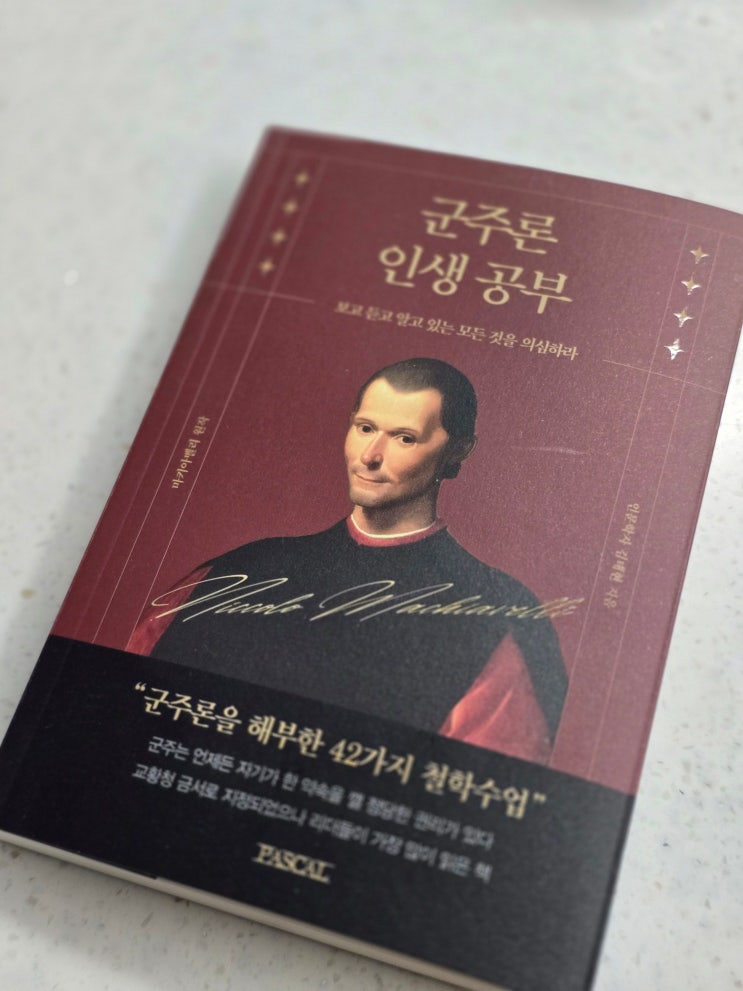 군주론
인생 공부
보고 듣고 알고 있는 모든 것을 의심하라
마키아벨리 원작
인문학자 김태현 지음
Niccolo Machiavelli
“군주론을 해부한 42가지 철학수업”
군주는 언제든 자기가 한 약속을 깰 정당한 권리가 있다
교황청 금서로 지정되었으나 리더들이 가장 많이 읽은 책
PASCAL